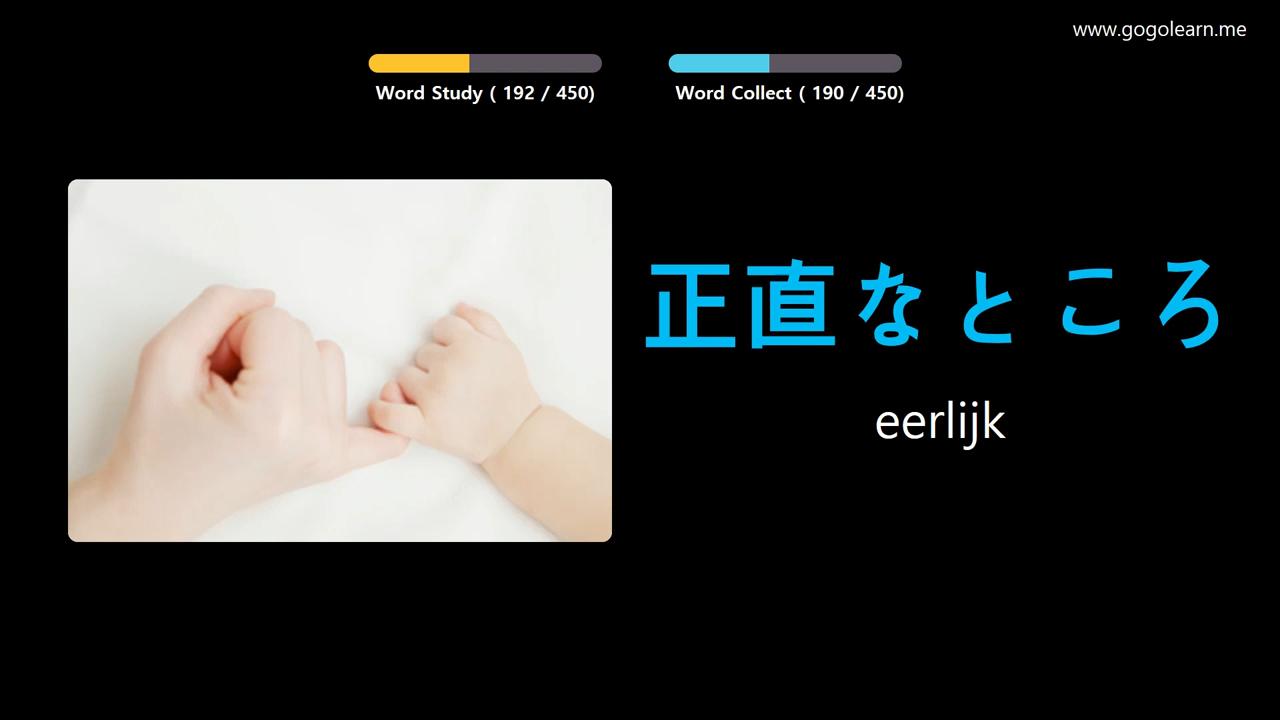 www.gogolearn.me
Word Study ( 192 / 450)
Word Collect ( 190 / 450)
正直なところ
eerlijk